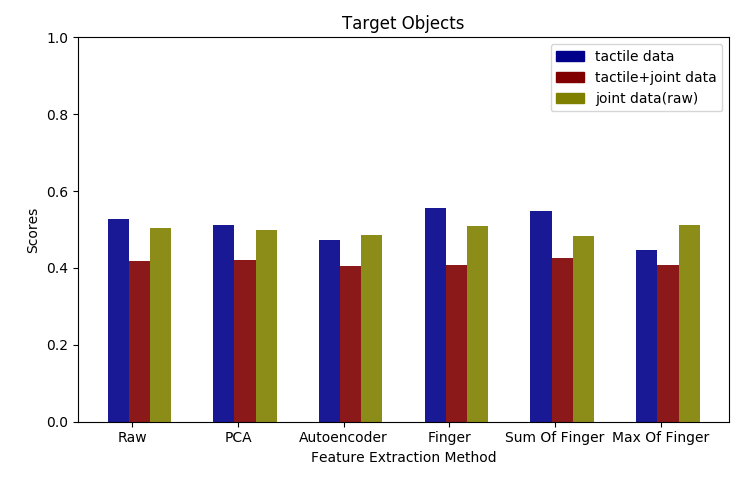 Target Objects
1.0
0.8
0.6
0.4
0.2
0.0
Scores
tactile data
tactile+joint data
joint data(raw)
Raw PCA Autoencoder Finger Sum Of Finger Max Of Finger
Feature Extraction Method